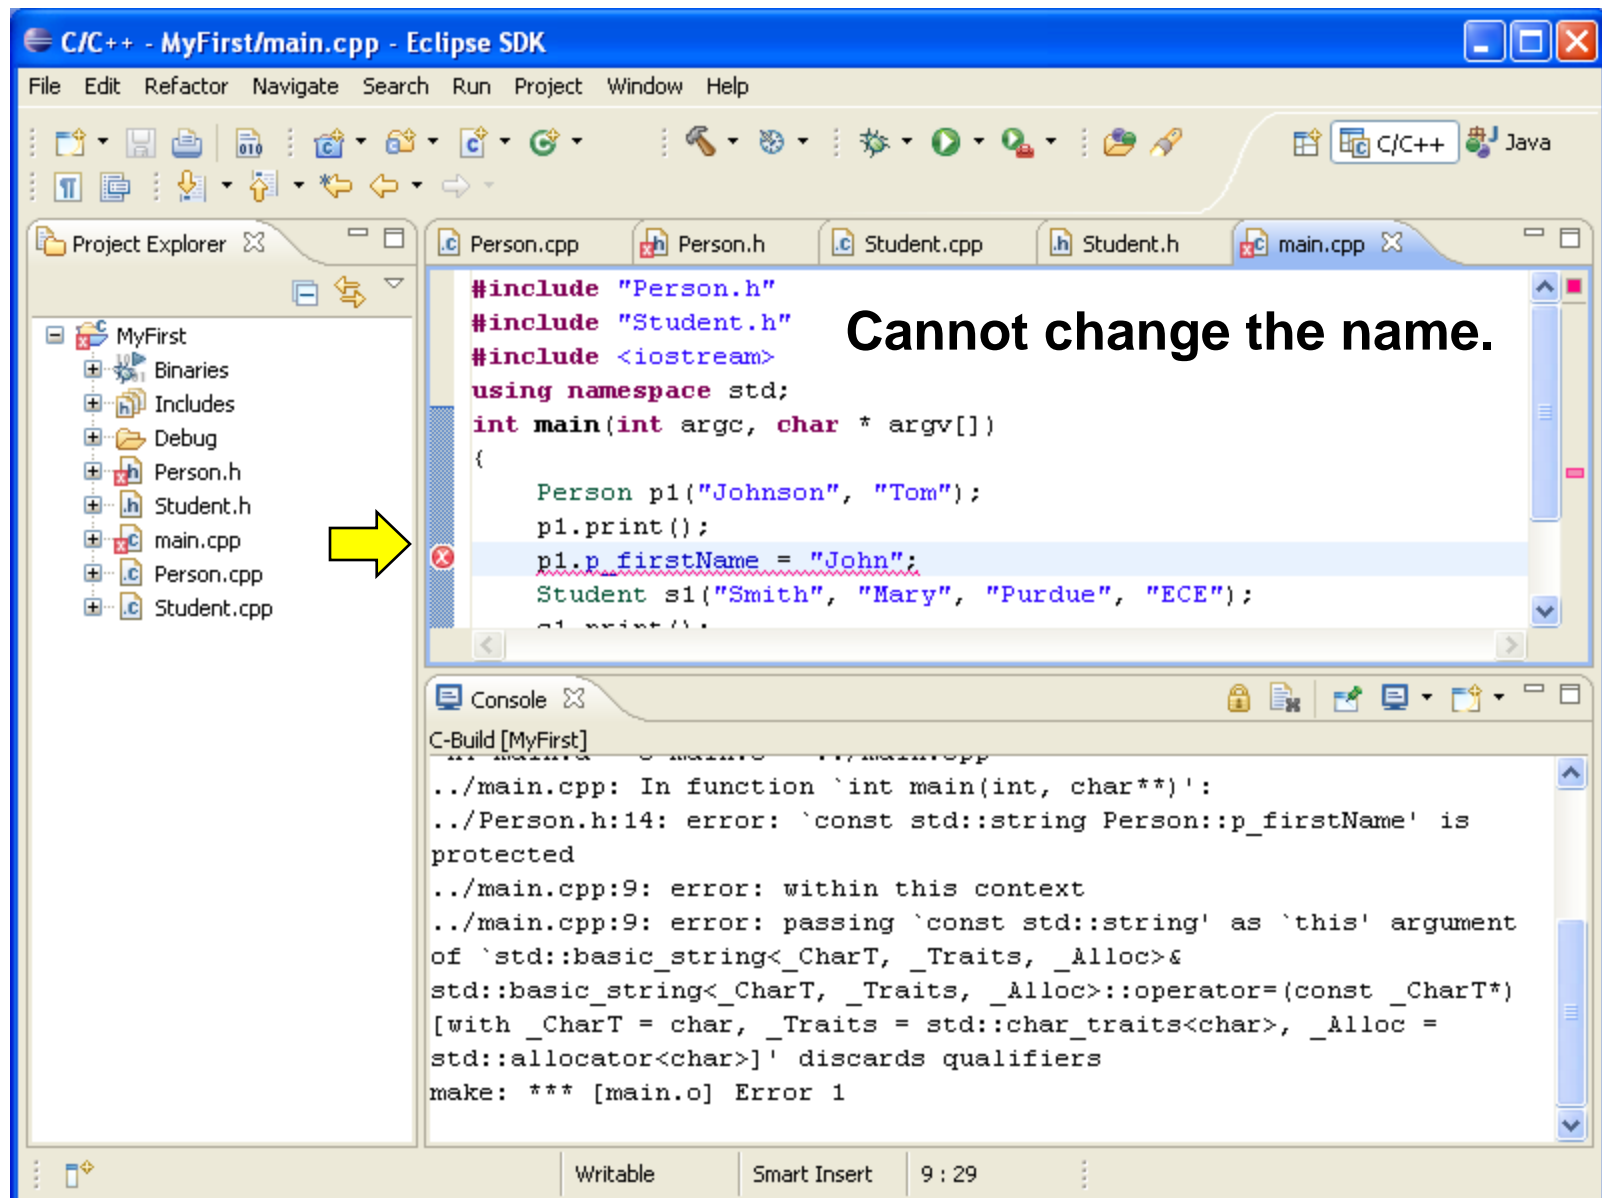 C/C++ - MyFirst/main.cpp - Eclipse SDK
File Edit Refactor Navigate Search Run Project Window Help
C/C++ Java
Project Explorer
Person.cpp Person.h Student.cpp Student.h main.cpp
MyFirst
Binaries
Includes
Debug
Person.h
Student.h
main.cpp
Person.cpp
Student.cpp
#include "Person.h"
#include "Student.h"
#include <iostream>
using namespace std;
int main(int argc, char * argv[])
{
Person p1("Johnson", "Tom");
p1.print();
p1.p_firstName = "John";
Student s1("Smith", "Mary", "Purdue", "ECE");
s1.print();
Cannot change the name.
Console
C-Build [MyFirst]
../main.cpp: In function `int main(int, char**)':
../Person.h:14: error: `const std::string Person::p_firstName' is
protected
../main.cpp:9: error: within this context
../main.cpp:9: error: passing `const std::string' as `this' argument
of `std::basic_string<_CharT, _Traits, _Alloc>&
std::basic_string<_CharT, _Traits, _Alloc>::operator=(const _CharT*)
[with _CharT = char, _Traits = std::char_traits<char>, _Alloc =
std::allocator<char>]' discards qualifiers
make: *** [main.o] Error 1
Writable Smart Insert 9 : 29